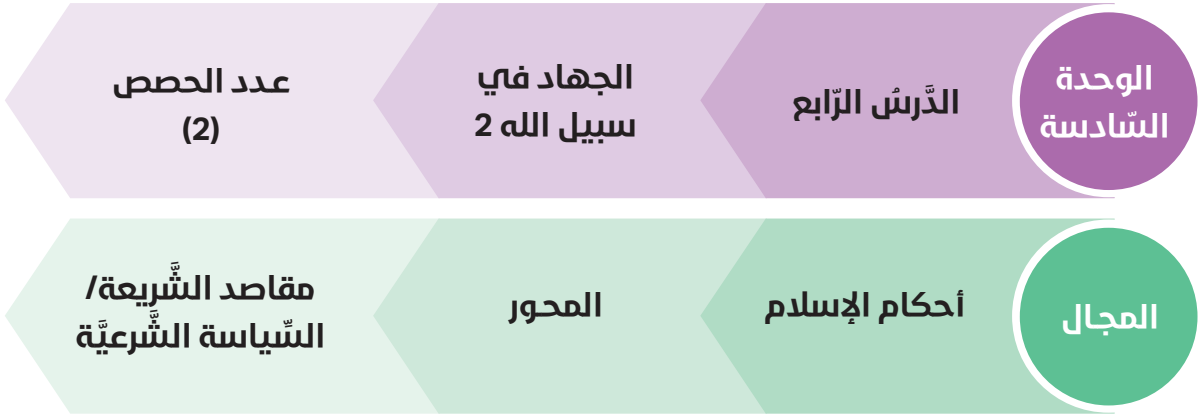 الوحدة
السّادسة
الدَّرسُ الرّابع
الجهاد في
سبيل الله 2
عدد الحصص
(2)
المجال
أحكام الإسلام
المحور
مقاصد الشَّريعة/
السِّياسة الشَّرعيَّة